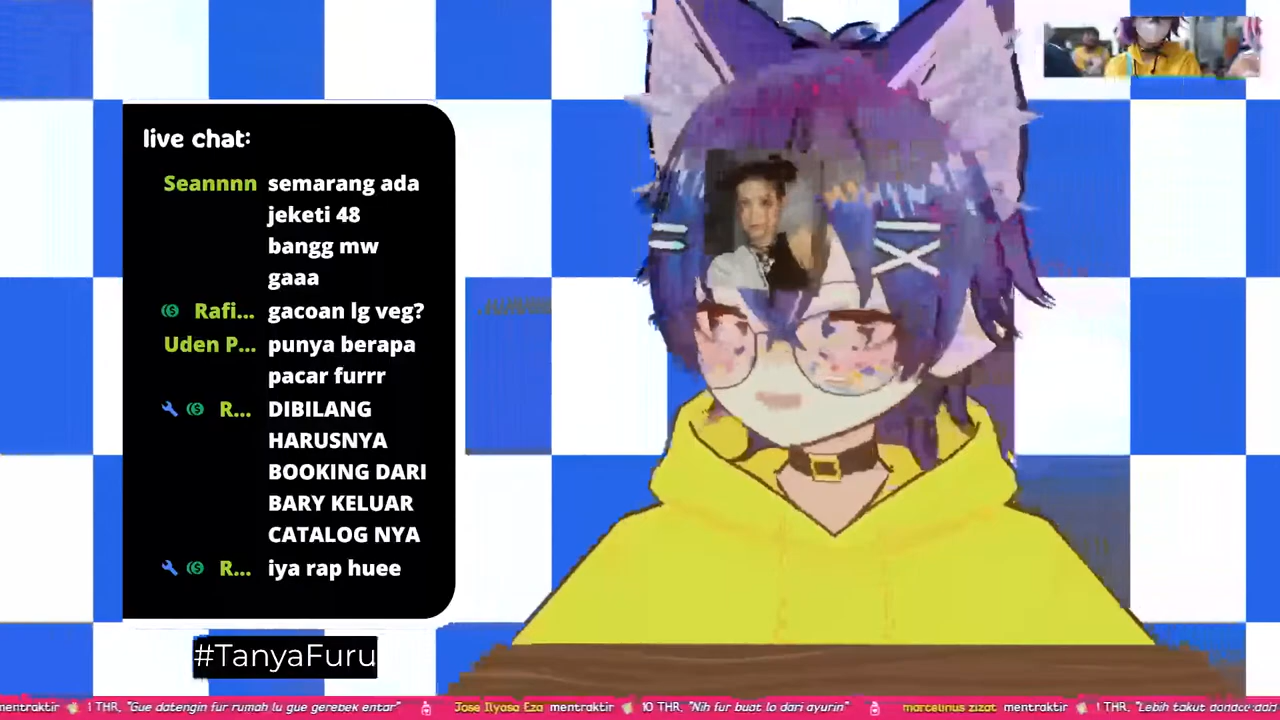 live chat:
Seannnn semarang ada
jeketi 48
bangg mw
gaaa
Rafi... gacoan lg veg?
Uden P... punya berapa
pacar furrr
R... DIBILANG
HARUSNYA
BOOKING DARI
BARY KELUAR
CATALOG NYA
R... iya rap huee
#TanyaFuru
mentraktir 1 THR, "Gue datengin fur rumah lu gue gerebek entar" Jose Ilyasa Eza mentraktir 10 THR, "Nih fur buat lo dari ayurin" marcelinus zizat mentraktir 1 THR, "Lebih takut